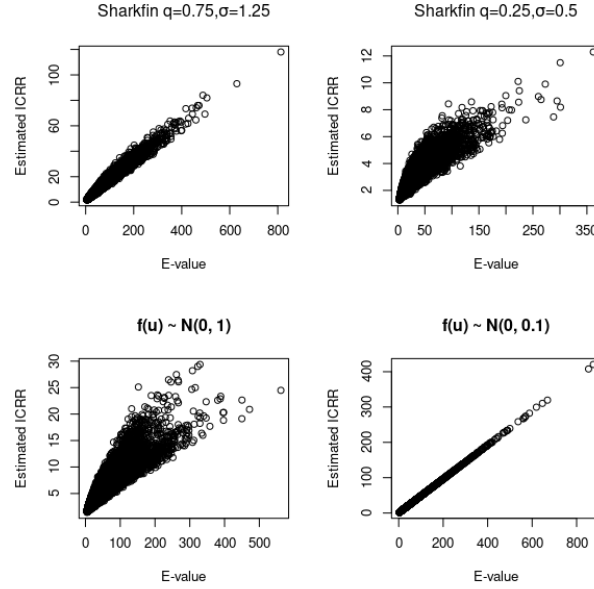 Sharkfin q=0.75,σ=1.25
Estimated ICRR
100
60
20
0
0 200 400 600 800
E-value
Sharkfin q=0.25,σ=0.5
Estimated ICRR
12
10
8
6
4
2
0 50 150 250 350
E-value
f(u) ~ N(0, 1)
Estimated ICRR
30
25
20
15
10
5
0 100 200 300 400 500
E-value
f(u) ~ N(0, 0.1)
Estimated ICRR
400
300
200
100
0
0 200 400 600 800
E-value